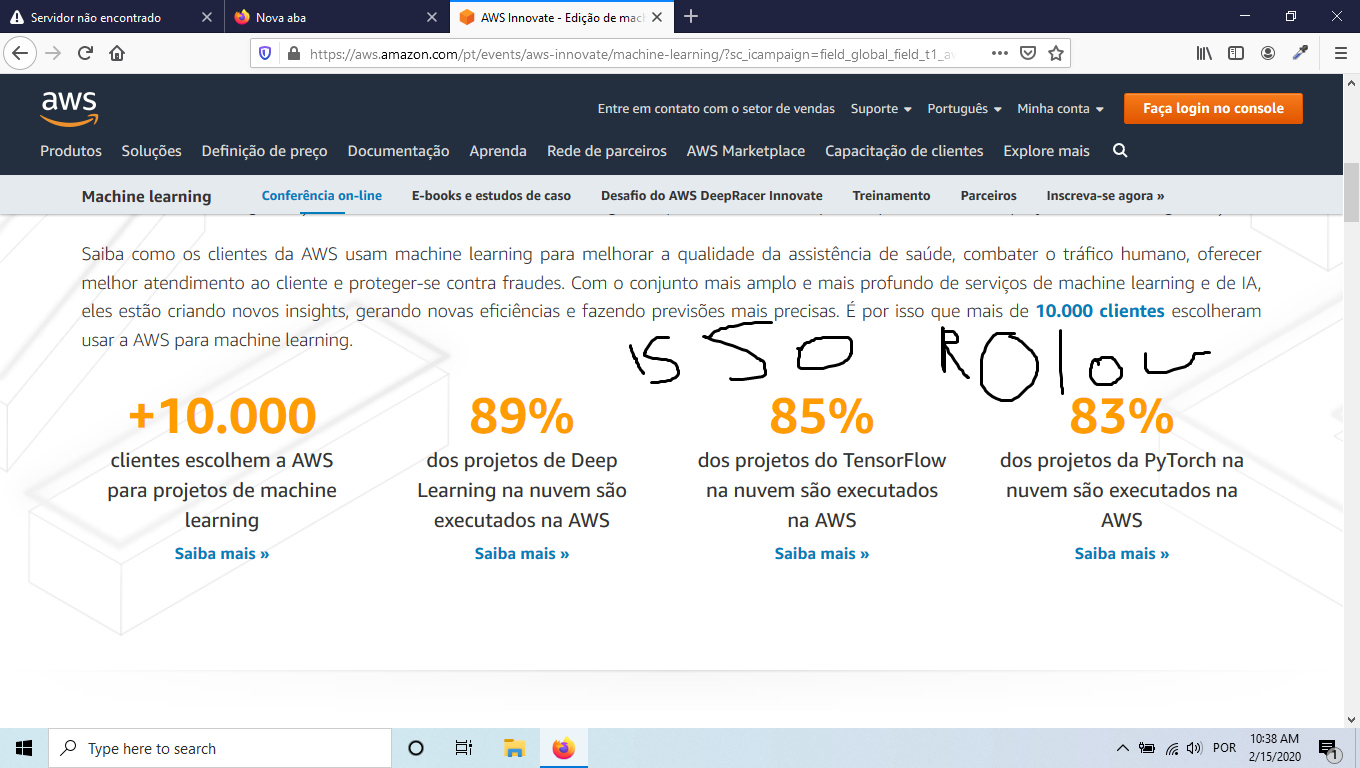 Servidor não encontrado
Nova aba
AWS Innovate - Edição de mach
https://aws.amazon.com/pt/events/aws-innovate/machine-learning/?sc_icampaign=field_global_field_t1_aw
aws
Entre em contato com o setor de vendas Suporte Português Minha conta Faça login no console
Produtos Soluções Definição de preço Documentação Aprenda Rede de parceiros AWS Marketplace Capacitação de clientes Explore mais
Machine learning Conferência on-line E-books e estudos de caso Desafio do AWS DeepRacer Innovate Treinamento Parceiros Inscreva-se agora »
Saiba como os clientes da AWS usam machine learning para melhorar a qualidade da assistência de saúde, combater o tráfico humano, oferecer
melhor atendimento ao cliente e proteger-se contra fraudes. Com o conjunto mais amplo e mais profundo de serviços de machine learning e de IA,
eles estão criando novos insights, gerando novas eficiências e fazendo previsões mais precisas. É por isso que mais de 10.000 clientes escolheram
usar a AWS para machine learning.
ISSO ROlou
+10.000
clientes escolhem a AWS
para projetos de machine
learning
Saiba mais »
89%
dos projetos de Deep
Learning na nuvem são
executados na AWS
Saiba mais »
85%
dos projetos do TensorFlow
na nuvem são executados
na AWS
Saiba mais »
83%
dos projetos da PyTorch na
nuvem são executados na
AWS
Saiba mais »
Type here to search
POR
10:38 AM
2/15/2020
1